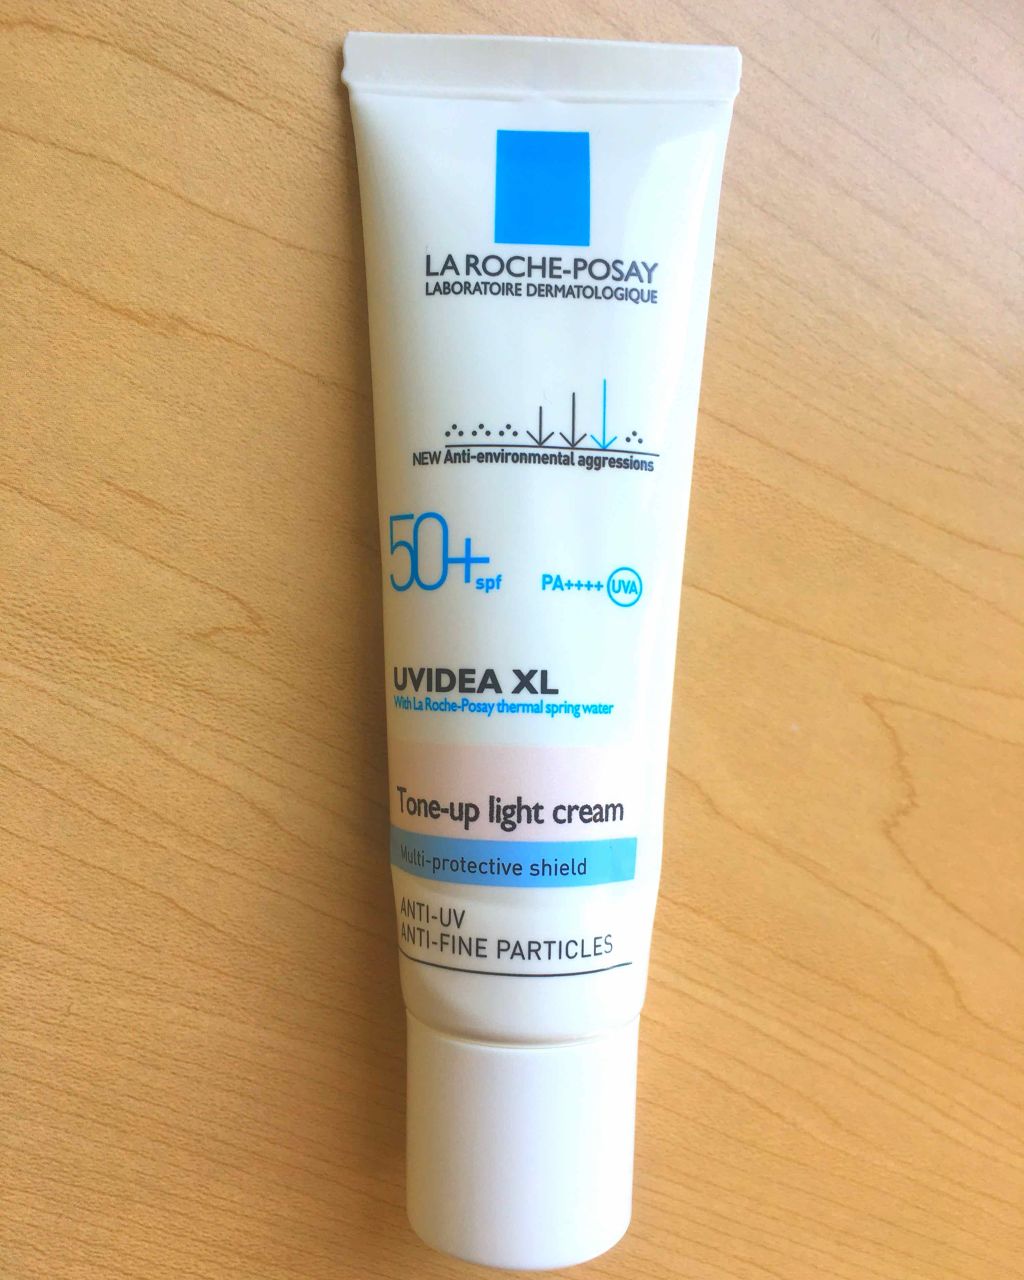 LA ROCHE-POSAY
LABORATOIRE DERMATOLOGIQUE
NEW Anti-environmental aggressions
50+ spf PA++++ UVA
UVIDEA XL
With La Roche-Posay thermal spring water
Tone-up light cream
Multi-protective shield
ANTI-UV
ANTI-FINE PARTICLES